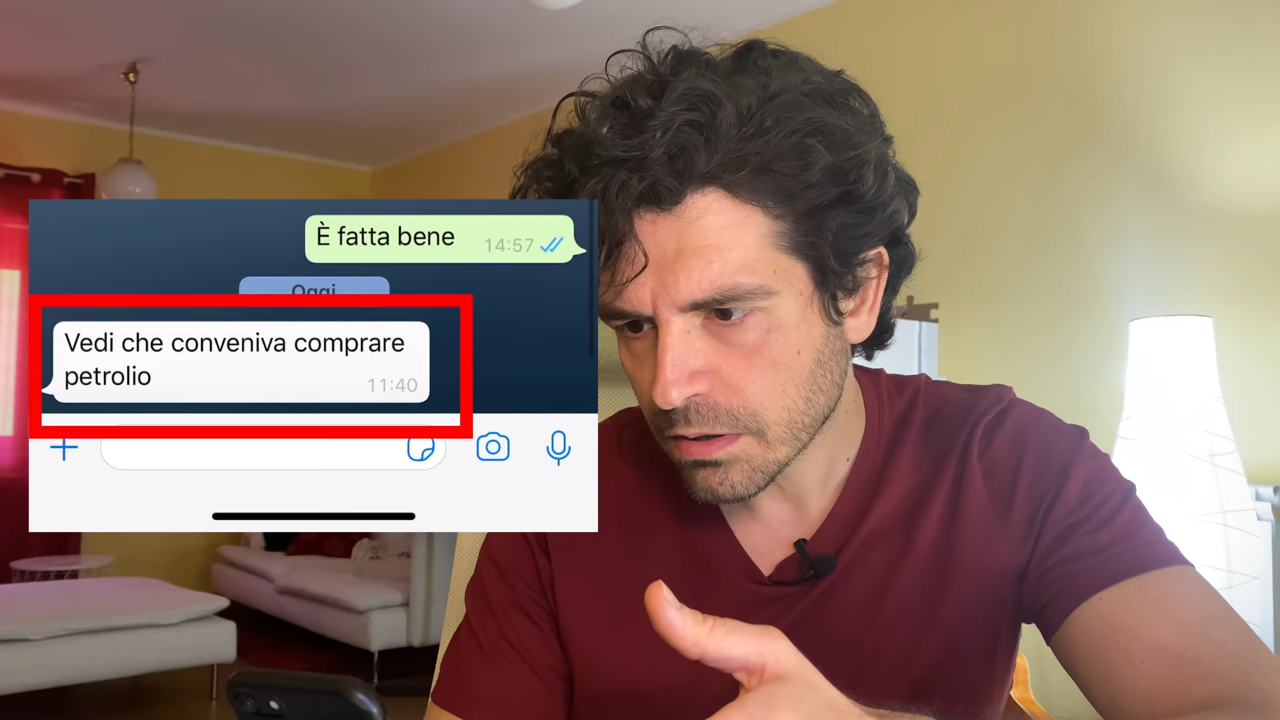 È fatta bene 14:57
Oggi
Vedi che conveniva comprare
petrolio 11:40